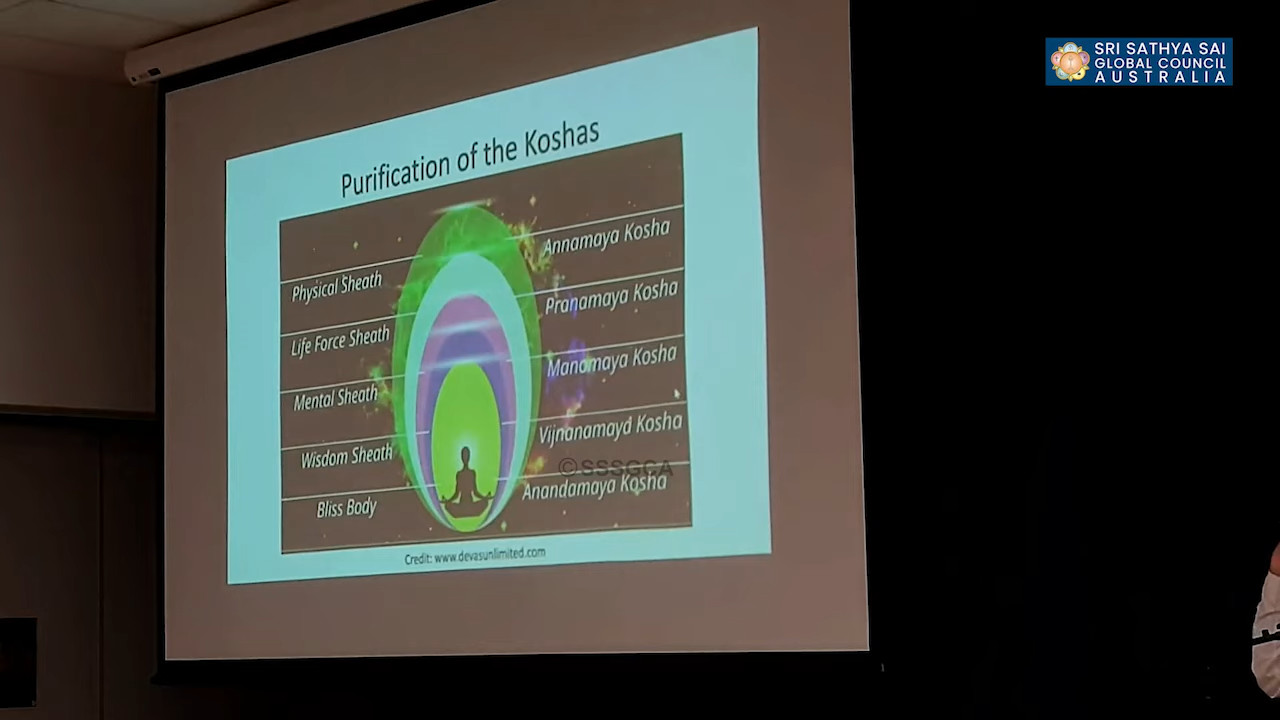 SRI SATHYA SAI
GLOBAL COUNCIL
AUSTRALIA
Purification of the Koshas
Physical Sheath
Annamaya Kosha
Life Force Sheath
Pranamaya Kosha
Mental Sheath
Manomaya Kosha
Wisdom Sheath
Vijnanamaya Kosha
©SSSGCA
Bliss Body
Anandamaya Kosha
Credit: www.devasunlimited.com